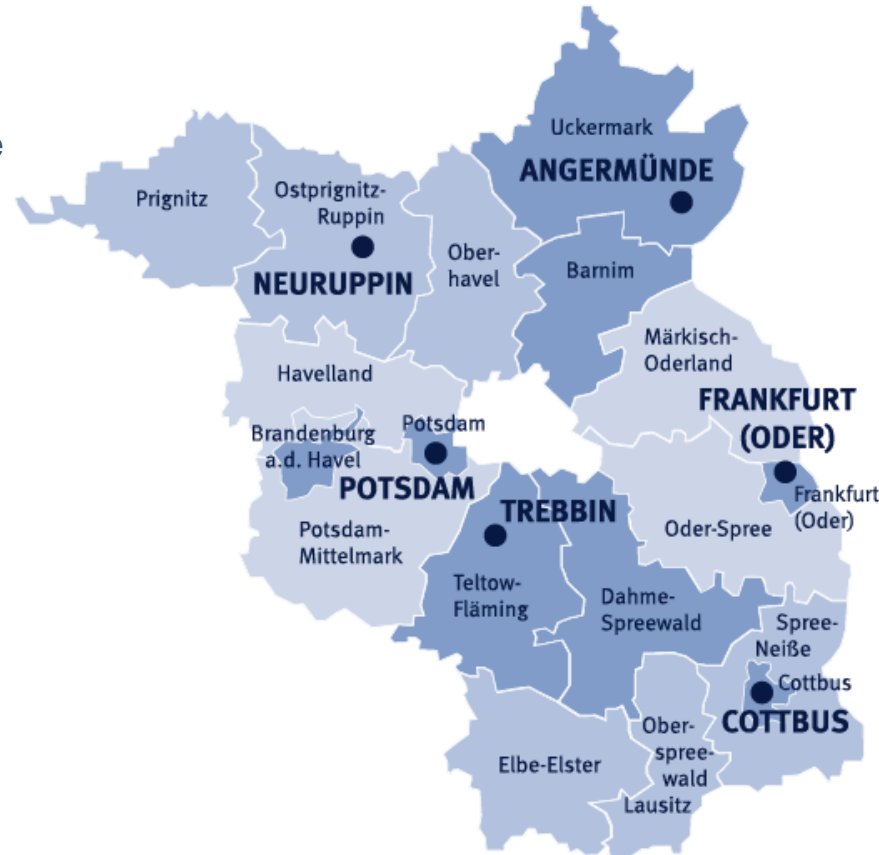 e
Uckermark
ANGERMÜNDE
Prignitz
Ostprignitz-
Ruppin
NEURUPPIN
Ober-
havel
Barnim
Märkisch-
Oderland
Havelland
FRANKFURT
(ODER)
Brandenburg
a.d. Havel
Potsdam
POTSDAM
Frankfurt
(Oder)
TREBBIN
Oder-Spree
Potsdam-
Mittelmark
Teltow-
Fläming
Dahme-
Spreewald
Spree-
Neiße
Cottbus
COTTBUS
Elbe-Elster
Ober-
spree-
wald
Lausitz